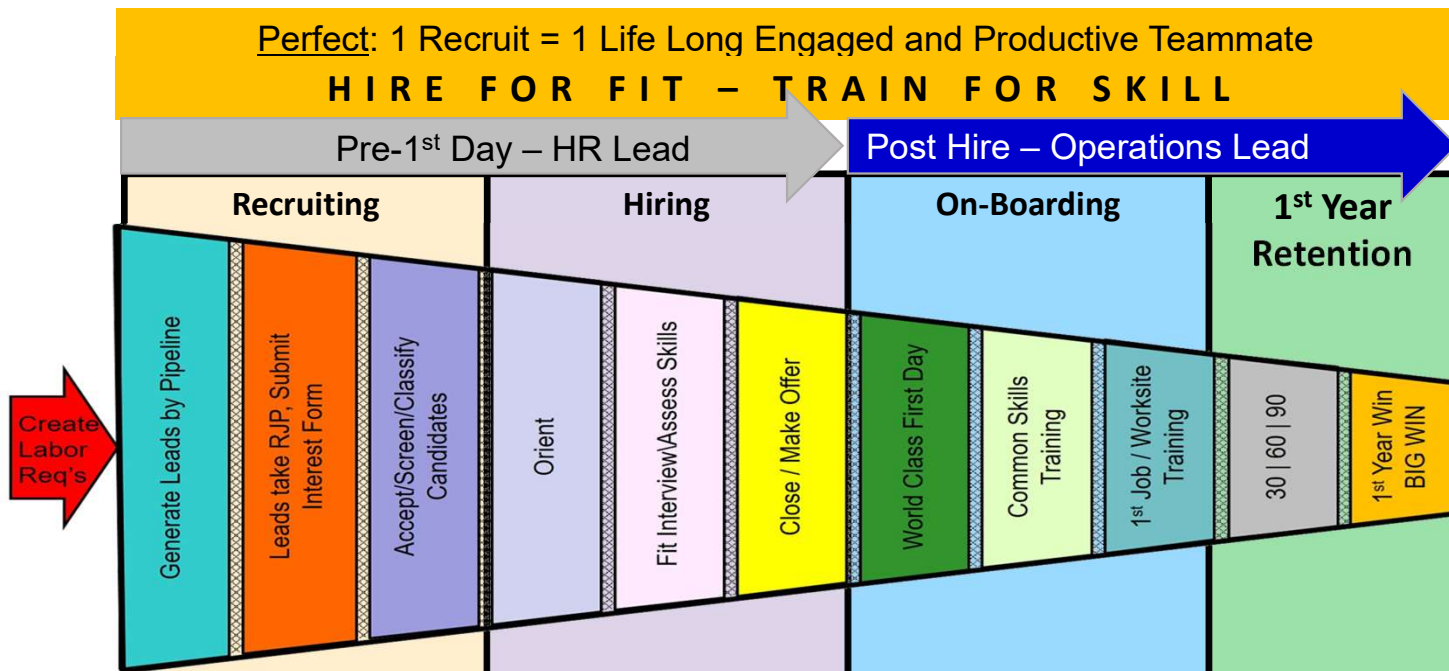 Perfect: 1 Recruit = 1 Life Long Engaged and Productive Teammate
HIRE FOR FIT – TRAIN FOR SKILL
Pre-1st Day – HR Lead
Post Hire – Operations Lead
Recruiting
Hiring
On-Boarding
1st Year
Retention
Create
Labor
Req's
Generate Leads by Pipeline
Leads take RJP, Submit
Interest Form
Accept/Screen/Classify
Candidates
Orient
Fit Interview\Assess Skills
Close / Make Offer
World Class First Day
Common Skills
Training
1st Job / Worksite
Training
30 | 60 | 90
1st Year Win
BIG WIN